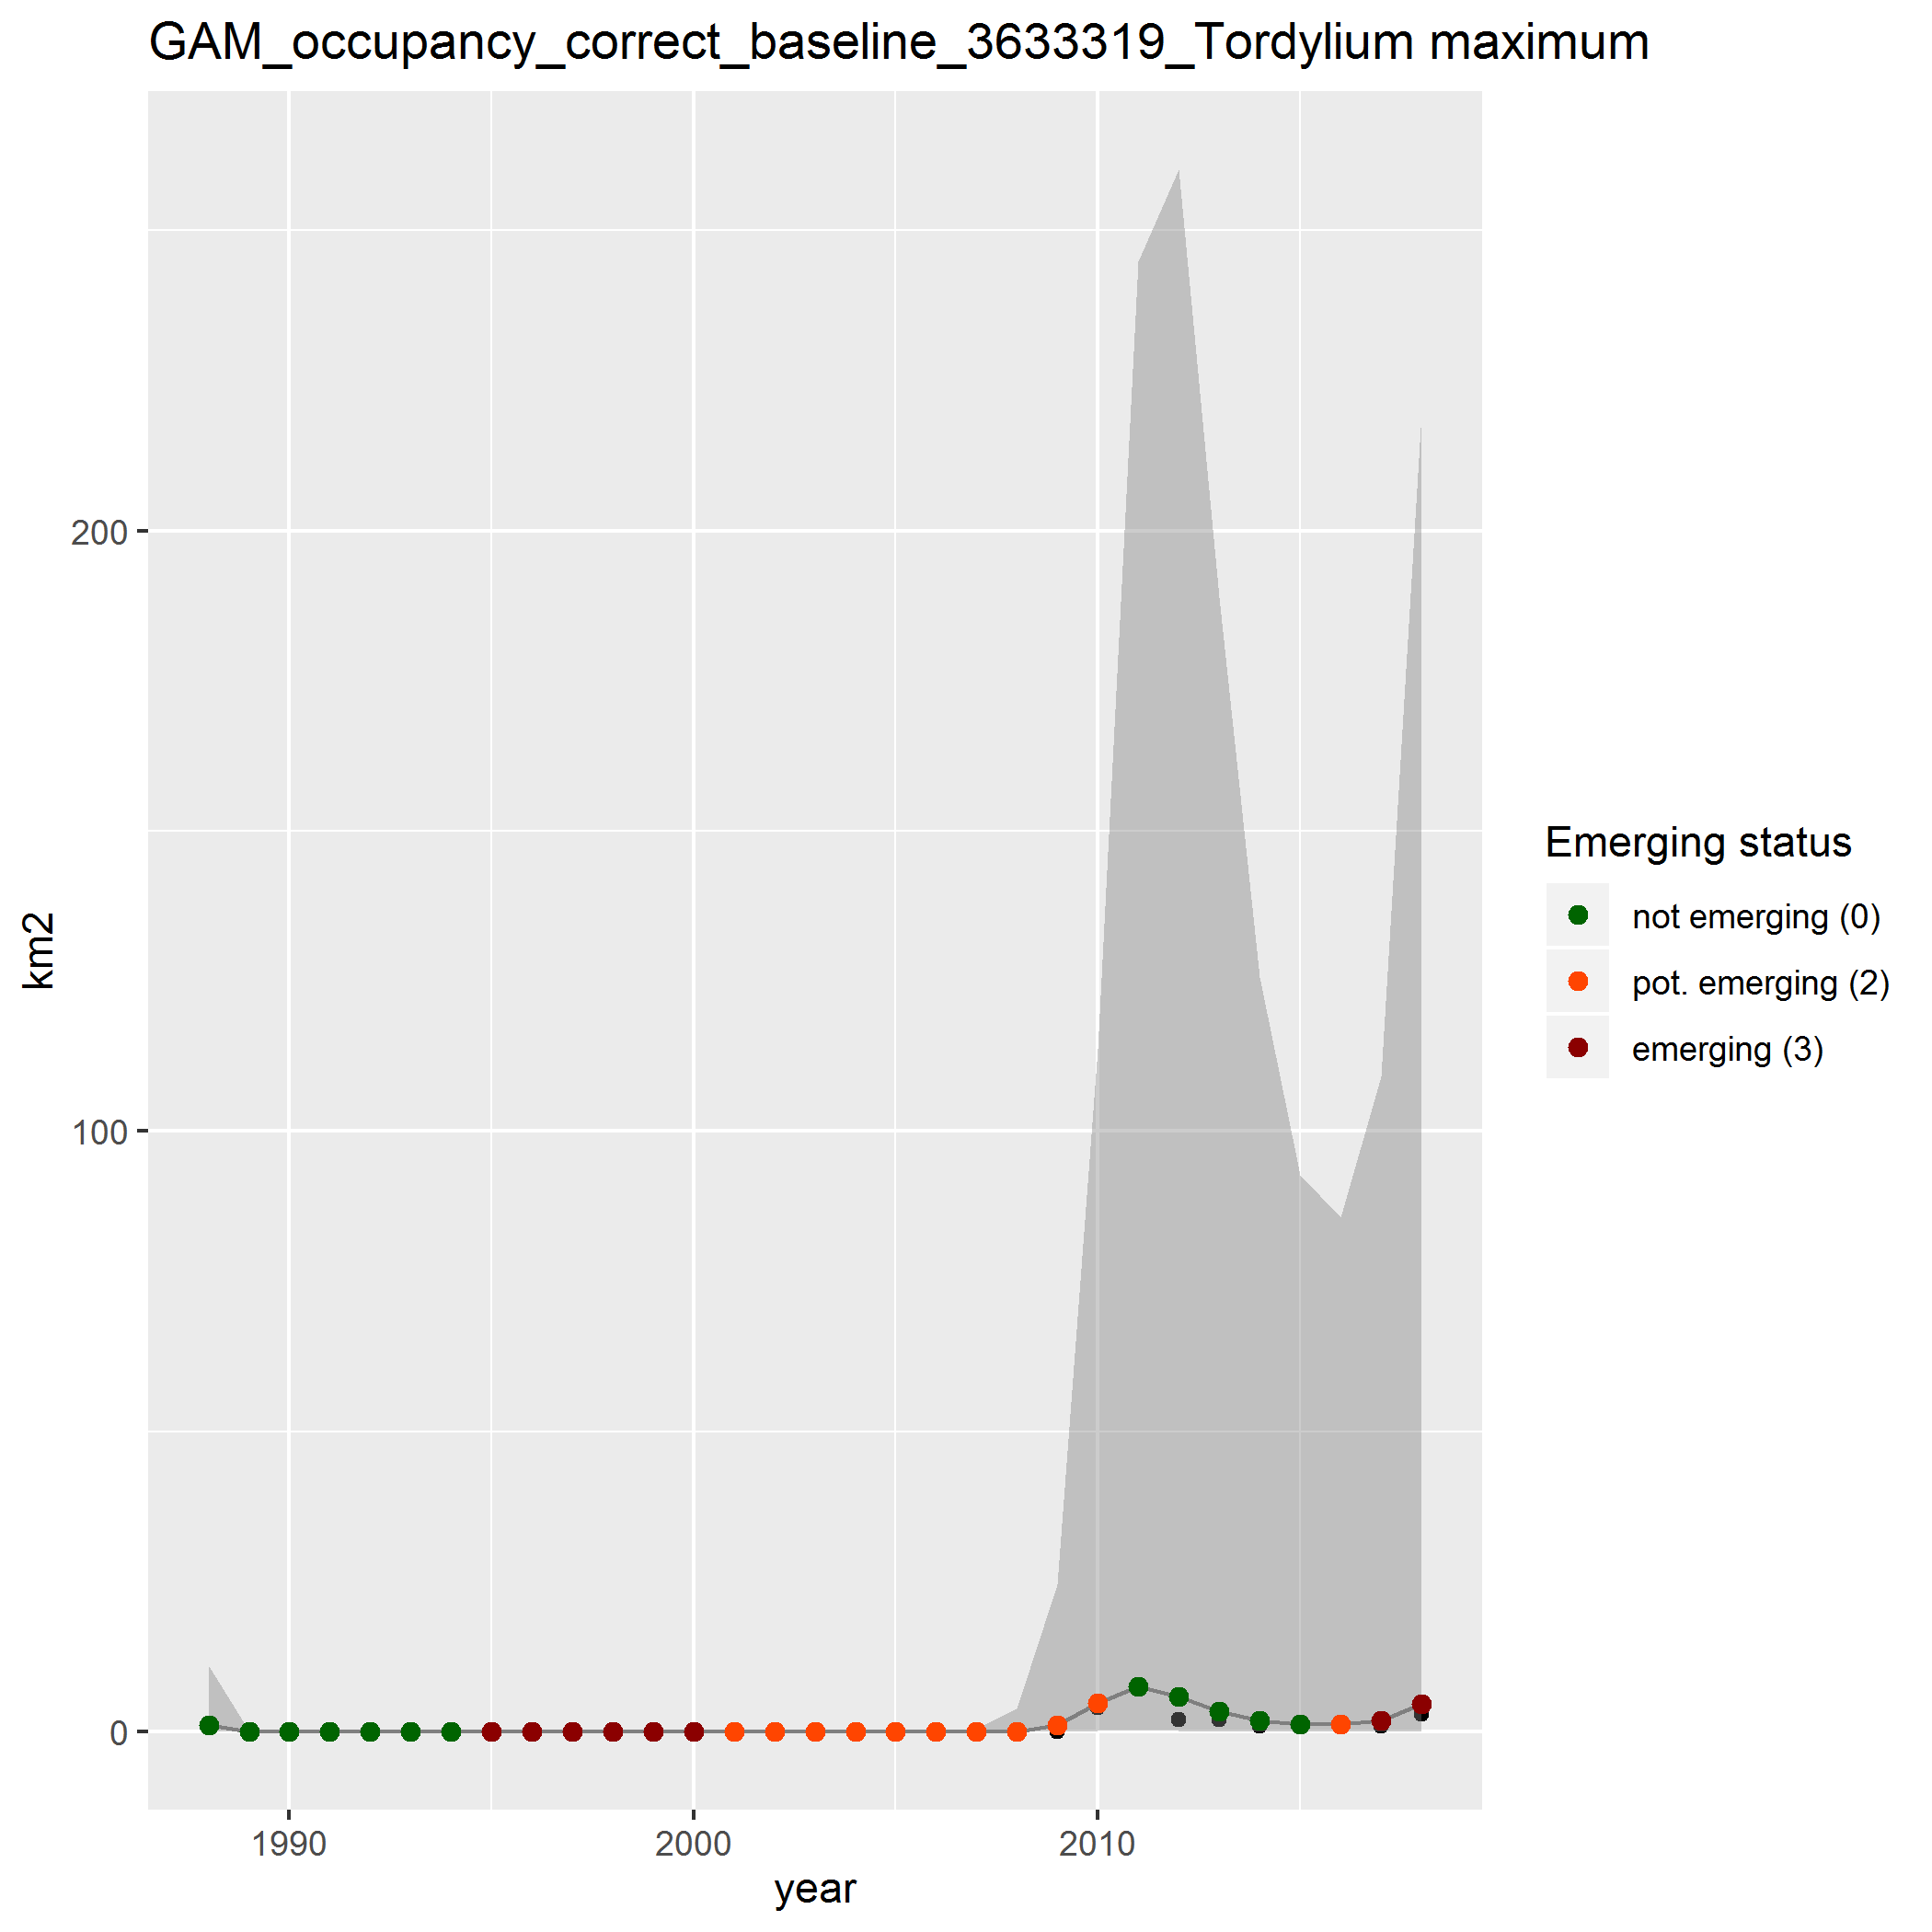 GAM_occupancy_correct_baseline_3633319_Tordylium maximum
200
100
0
km2
1990 2000 2010
year
Emerging status
not emerging (0)
pot. emerging (2)
emerging (3)